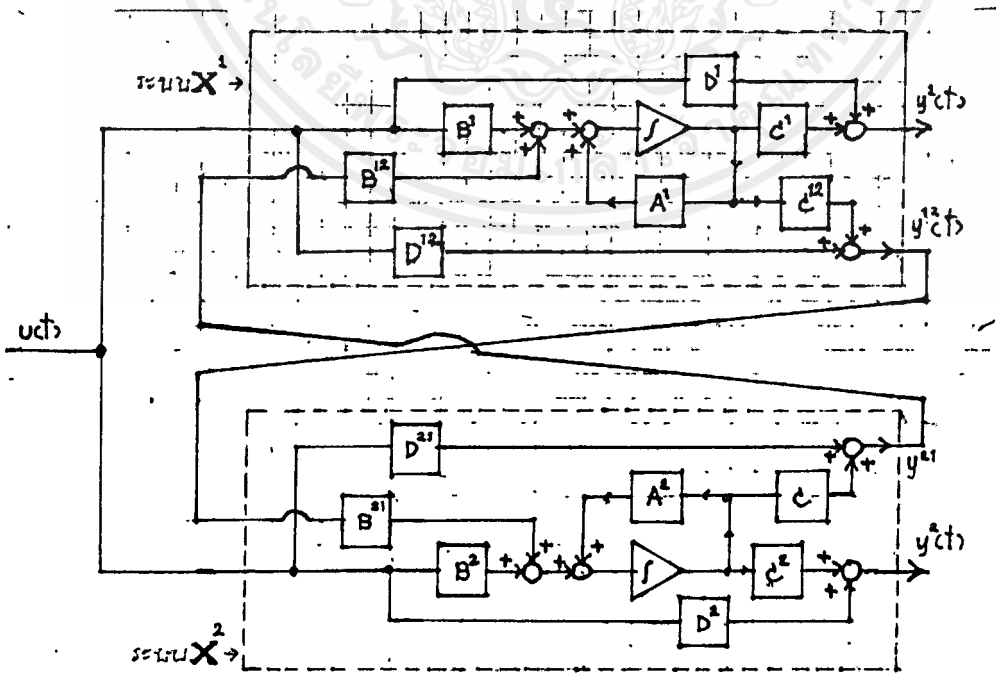 ระบบ X¹
D¹
y¹(t)
B¹
∫
C¹
B¹²
A¹
C¹²
y¹²(t)
D¹²
u(t)
D²¹
y²¹
A²
C
B²¹
y²(t)
B²
∫
C²
D²
ระบบ X²